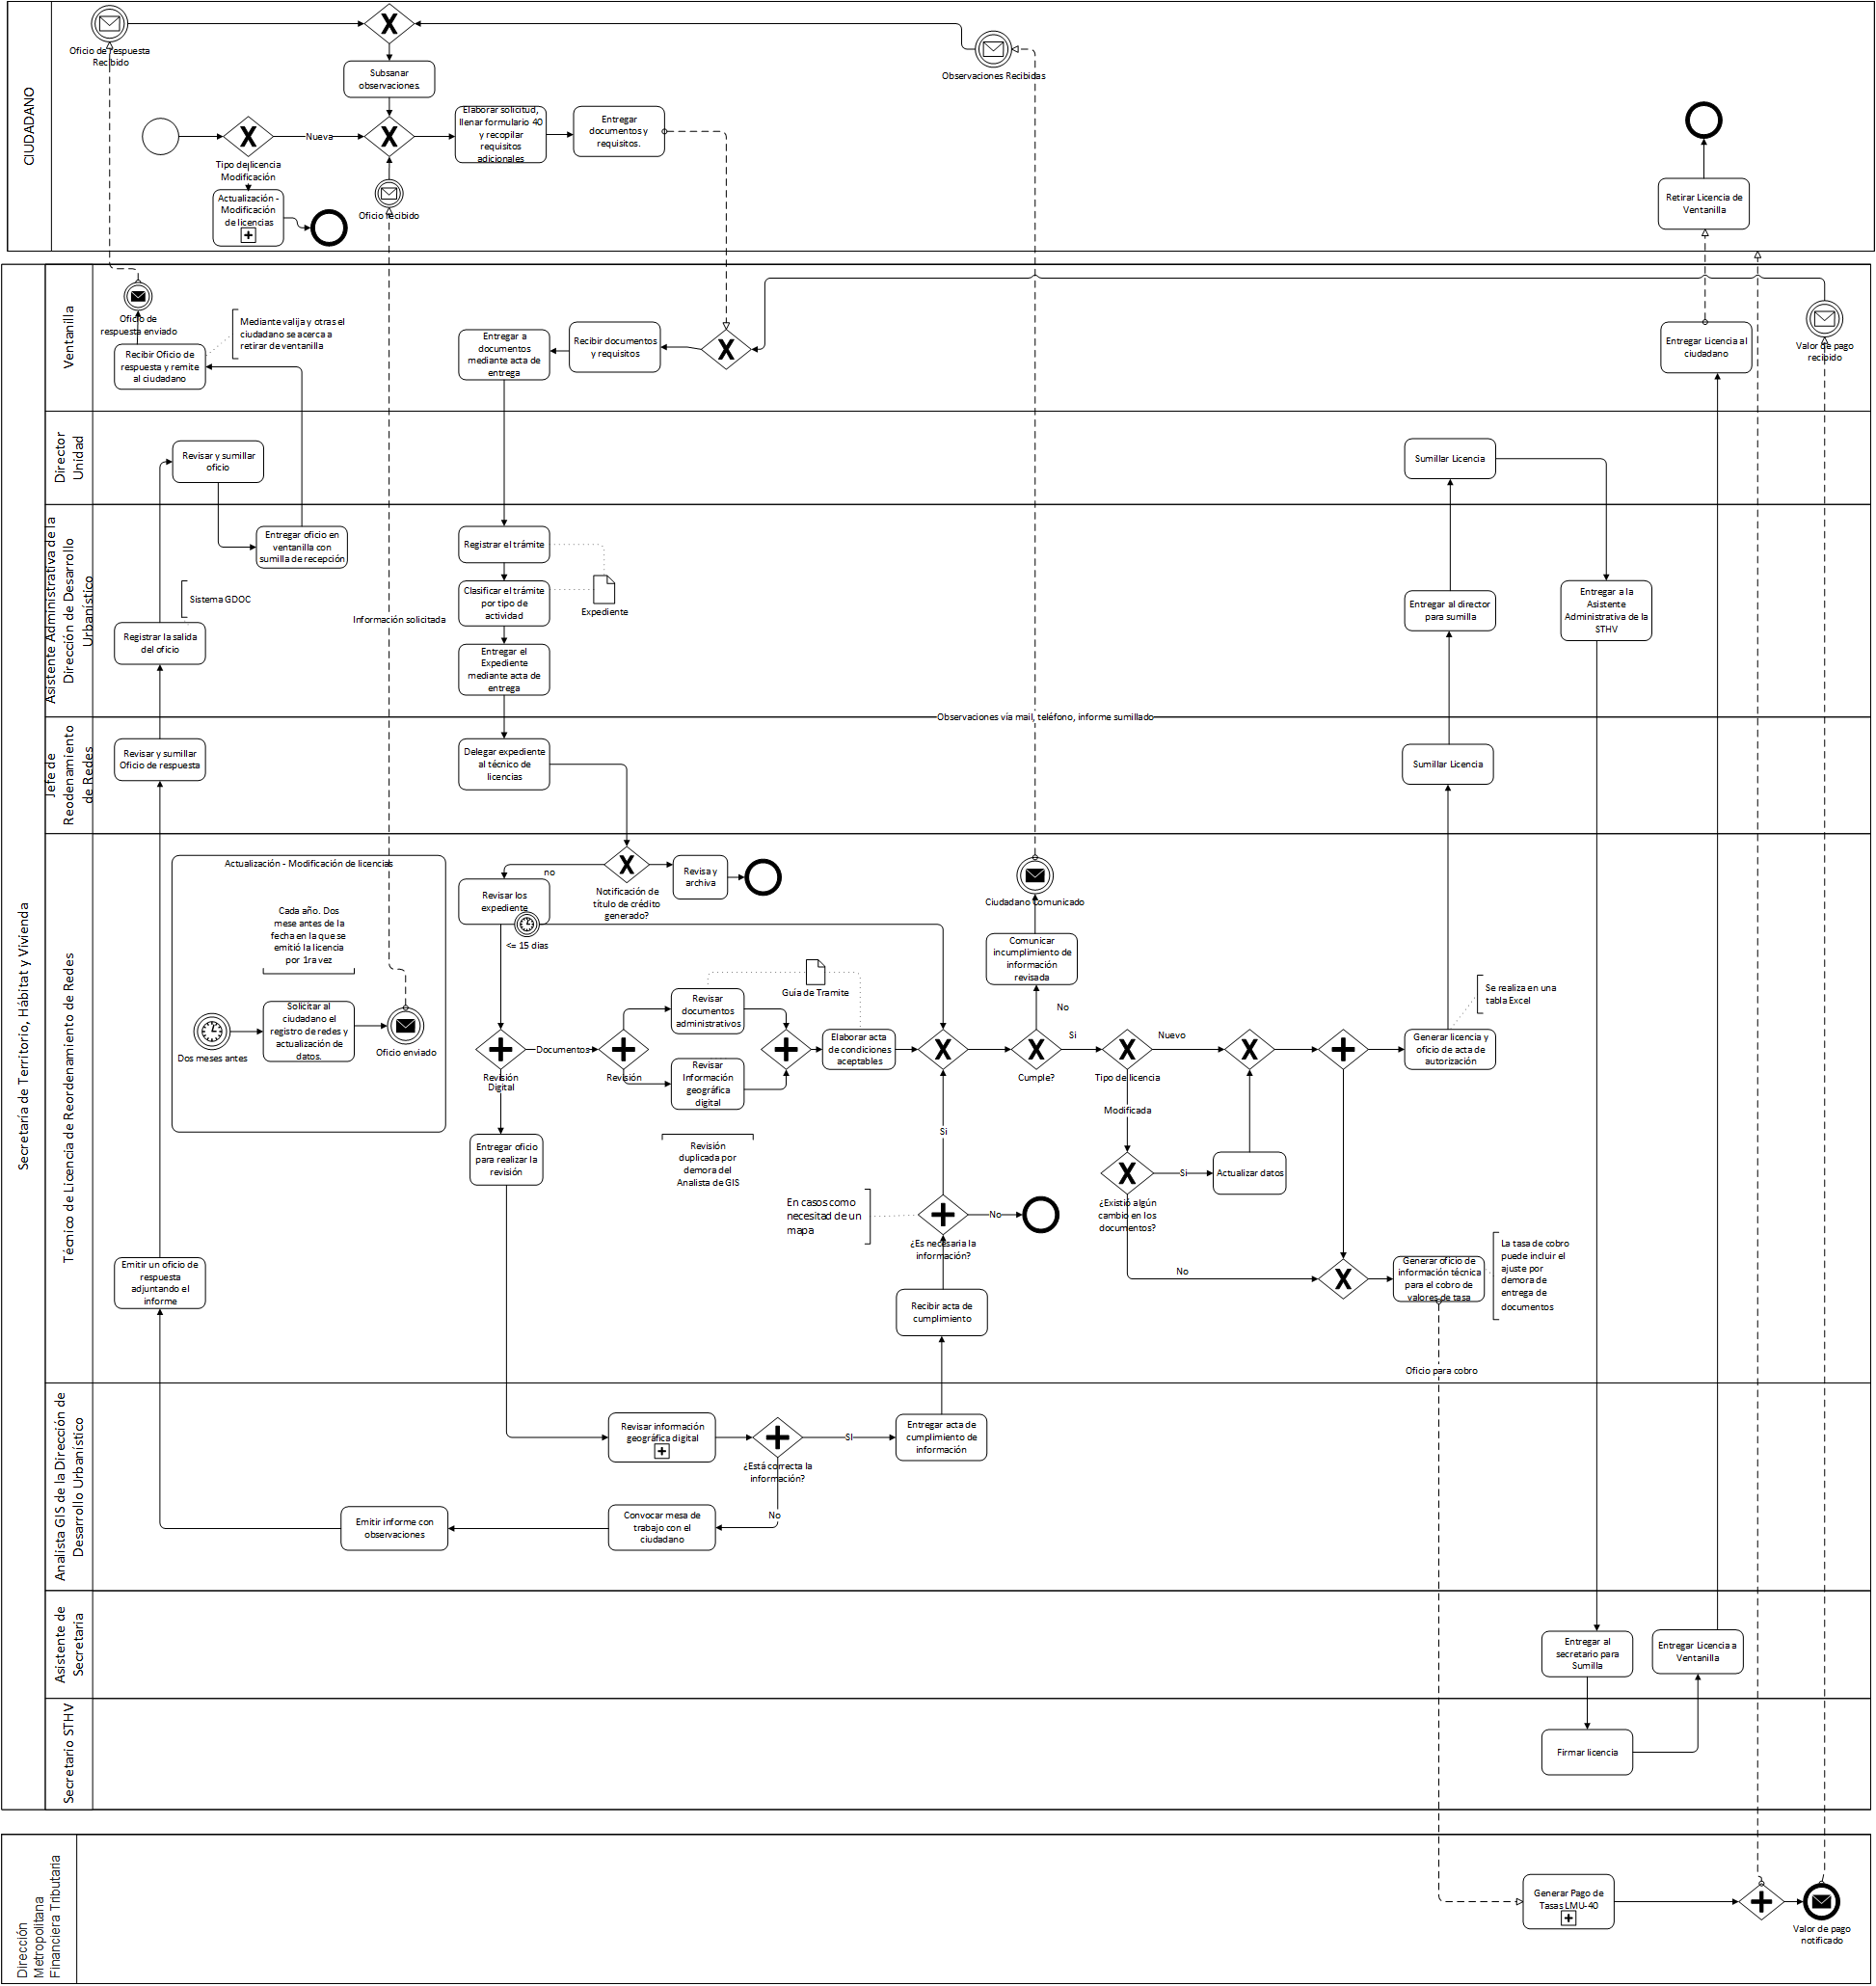 CIUDADANO
Oficio de respuesta
Recibido
Subsanar
observaciones.
Observaciones Recibidas
Nueva
Tipo de licencia
Modificación
Elaborar solicitud,
llenar formulario 40
y recopilar
requisitos
adicionales
Entregar
documentos y
requisitos.
Actualización -
Modificación
de licencias
Oficio recibido
Retirar Licencia de
Ventanilla
Secretaría de Territorio, Hábitat y Vivienda
Ventanilla
Oficio de
respuesta enviado
Recibir Oficio de
respuesta y remite
al ciudadano
Mediante valija y otras el
ciudadano se acerca a
retirar de ventanilla
Entregar a
documentos
mediante acta de
entrega
Recibir documentos
y requisitos
Entregar Licencia al
ciudadano
Valor de pago
recibido
Director
Unidad
Revisar y sumillar
oficio
Sumillar Licencia
Asistente Administrativa de la
Dirección de Desarrollo
Urbanístico
Entregar oficio en
ventanilla con
sumilla de recepción
Sistema GDOC
Registrar la salida
del oficio
Información solicitada
Registrar el trámite
Clasificar el trámite
por tipo de
actividad
Expediente
Entregar el
Expediente
mediante acta de
entrega
Entregar al director
para sumilla
Entregar a la
Asistente
Administrativa de la
STHV
Observaciones vía mail, teléfono, informe sumillado
Jefe de
Reodenamiento
de Redes
Revisar y sumillar
Oficio de respuesta
Delegar expediente
al técnico de
licencias
Sumillar Licencia
Técnico de Licencia de Reordenamiento de Redes
Actualización - Modificación de licencias
Cada año. Dos
mese antes de la
fecha en la que se
emitió la licencia
por 1ra vez
Dos meses antes
Solicitar al
ciudadano el
registro de redes y
actualización de
datos.
Oficio enviado
no
Revisar los
expediente
<= 15 dias
Notificación de
título de crédito
generado?
Revisa y
archiva
Ciudadano Comunicado
Comunicar
incumplimiento de
información
revisada
No
Revisión
Digital
Documentos
Revisión
Revisar
documentos
administrativos
Revisar
Información
geográfica
digital
Guia de Tramite
Revisión
duplicada por
demora del
Analista de GIS
Elaborar acta
de condiciones
aceptables
Cumple?
Si
Tipo de licencia
Nuevo
Modificada
Se realiza en una
tabla Excel
Generar licencia y
oficio de acta de
autorización
Entregar oficio
para realizar la
revisión
Si
En casos como
necesitad de un
mapa
¿Es necesaria la
información?
No
¿Existió algún
cambio en los
documentos?
Si
Actualizar datos
No
Generar oficio de
información técnica
para el cobro de
valores de tasa
La tasa de cobro
puede incluir el
ajuste por
demora de
entrega de
documentos
Emitir un oficio de
respuesta
adjuntando el
informe
Recibir acta de
cumplimiento
Oficio para cobro
Analista GIS de la Dirección de
Desarrollo Urbanístico
Revisar información
geográfica digital
¿Está correcta la
información?
SI
Entregar acta de
cumplimiento de
información
No
Convocar mesa de
trabajo con el
ciudadano
Emitir informe con
observaciones
Asistente de
Secretaria
Entregar al
secretario para
Sumilla
Entregar Licencia a
Ventanilla
Secretario STHV
Firmar licencia
Dirección
Metropolitana
Financiera Tributaria
Generar Pago de
Tasas LMU-40
Valor de pago
notificado